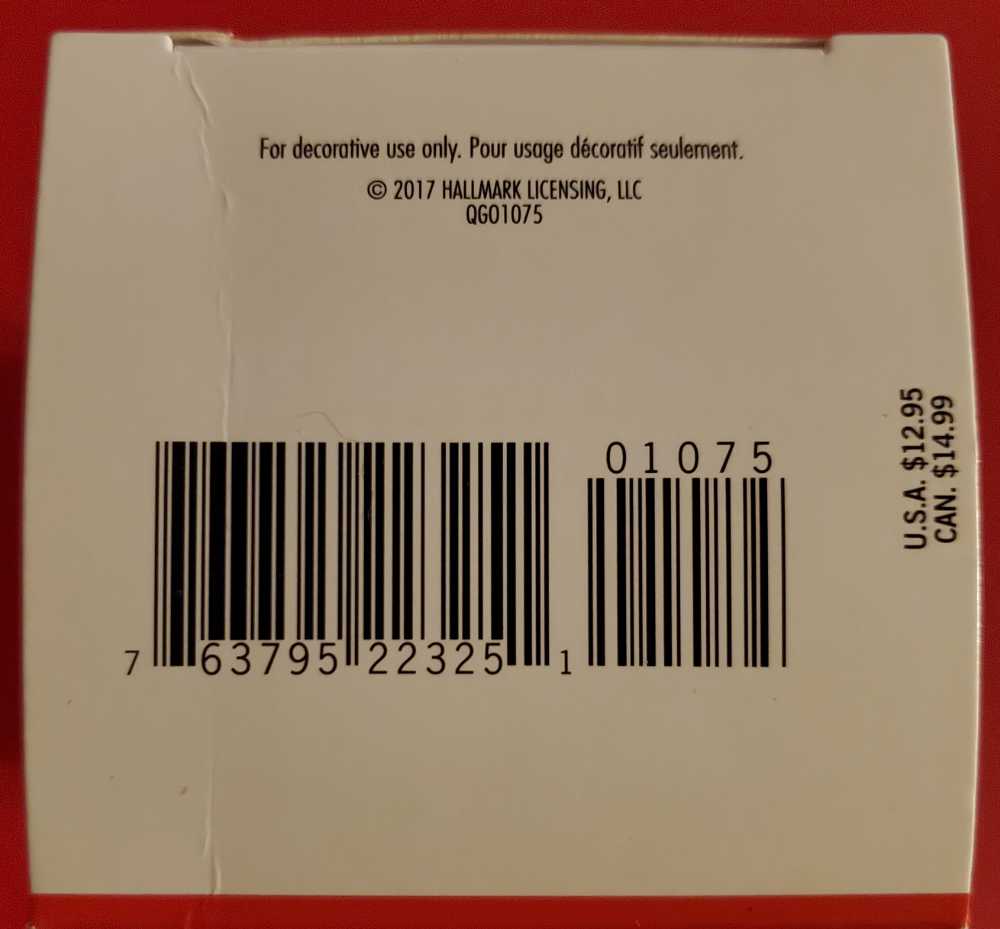 For decorative use only. Pour usage décoratif seulement.
© 2017 HALLMARK LICENSING, LLC
QGO1075
U.S.A. $12.95
CAN. $14.99
01075
7 63795 22325 1